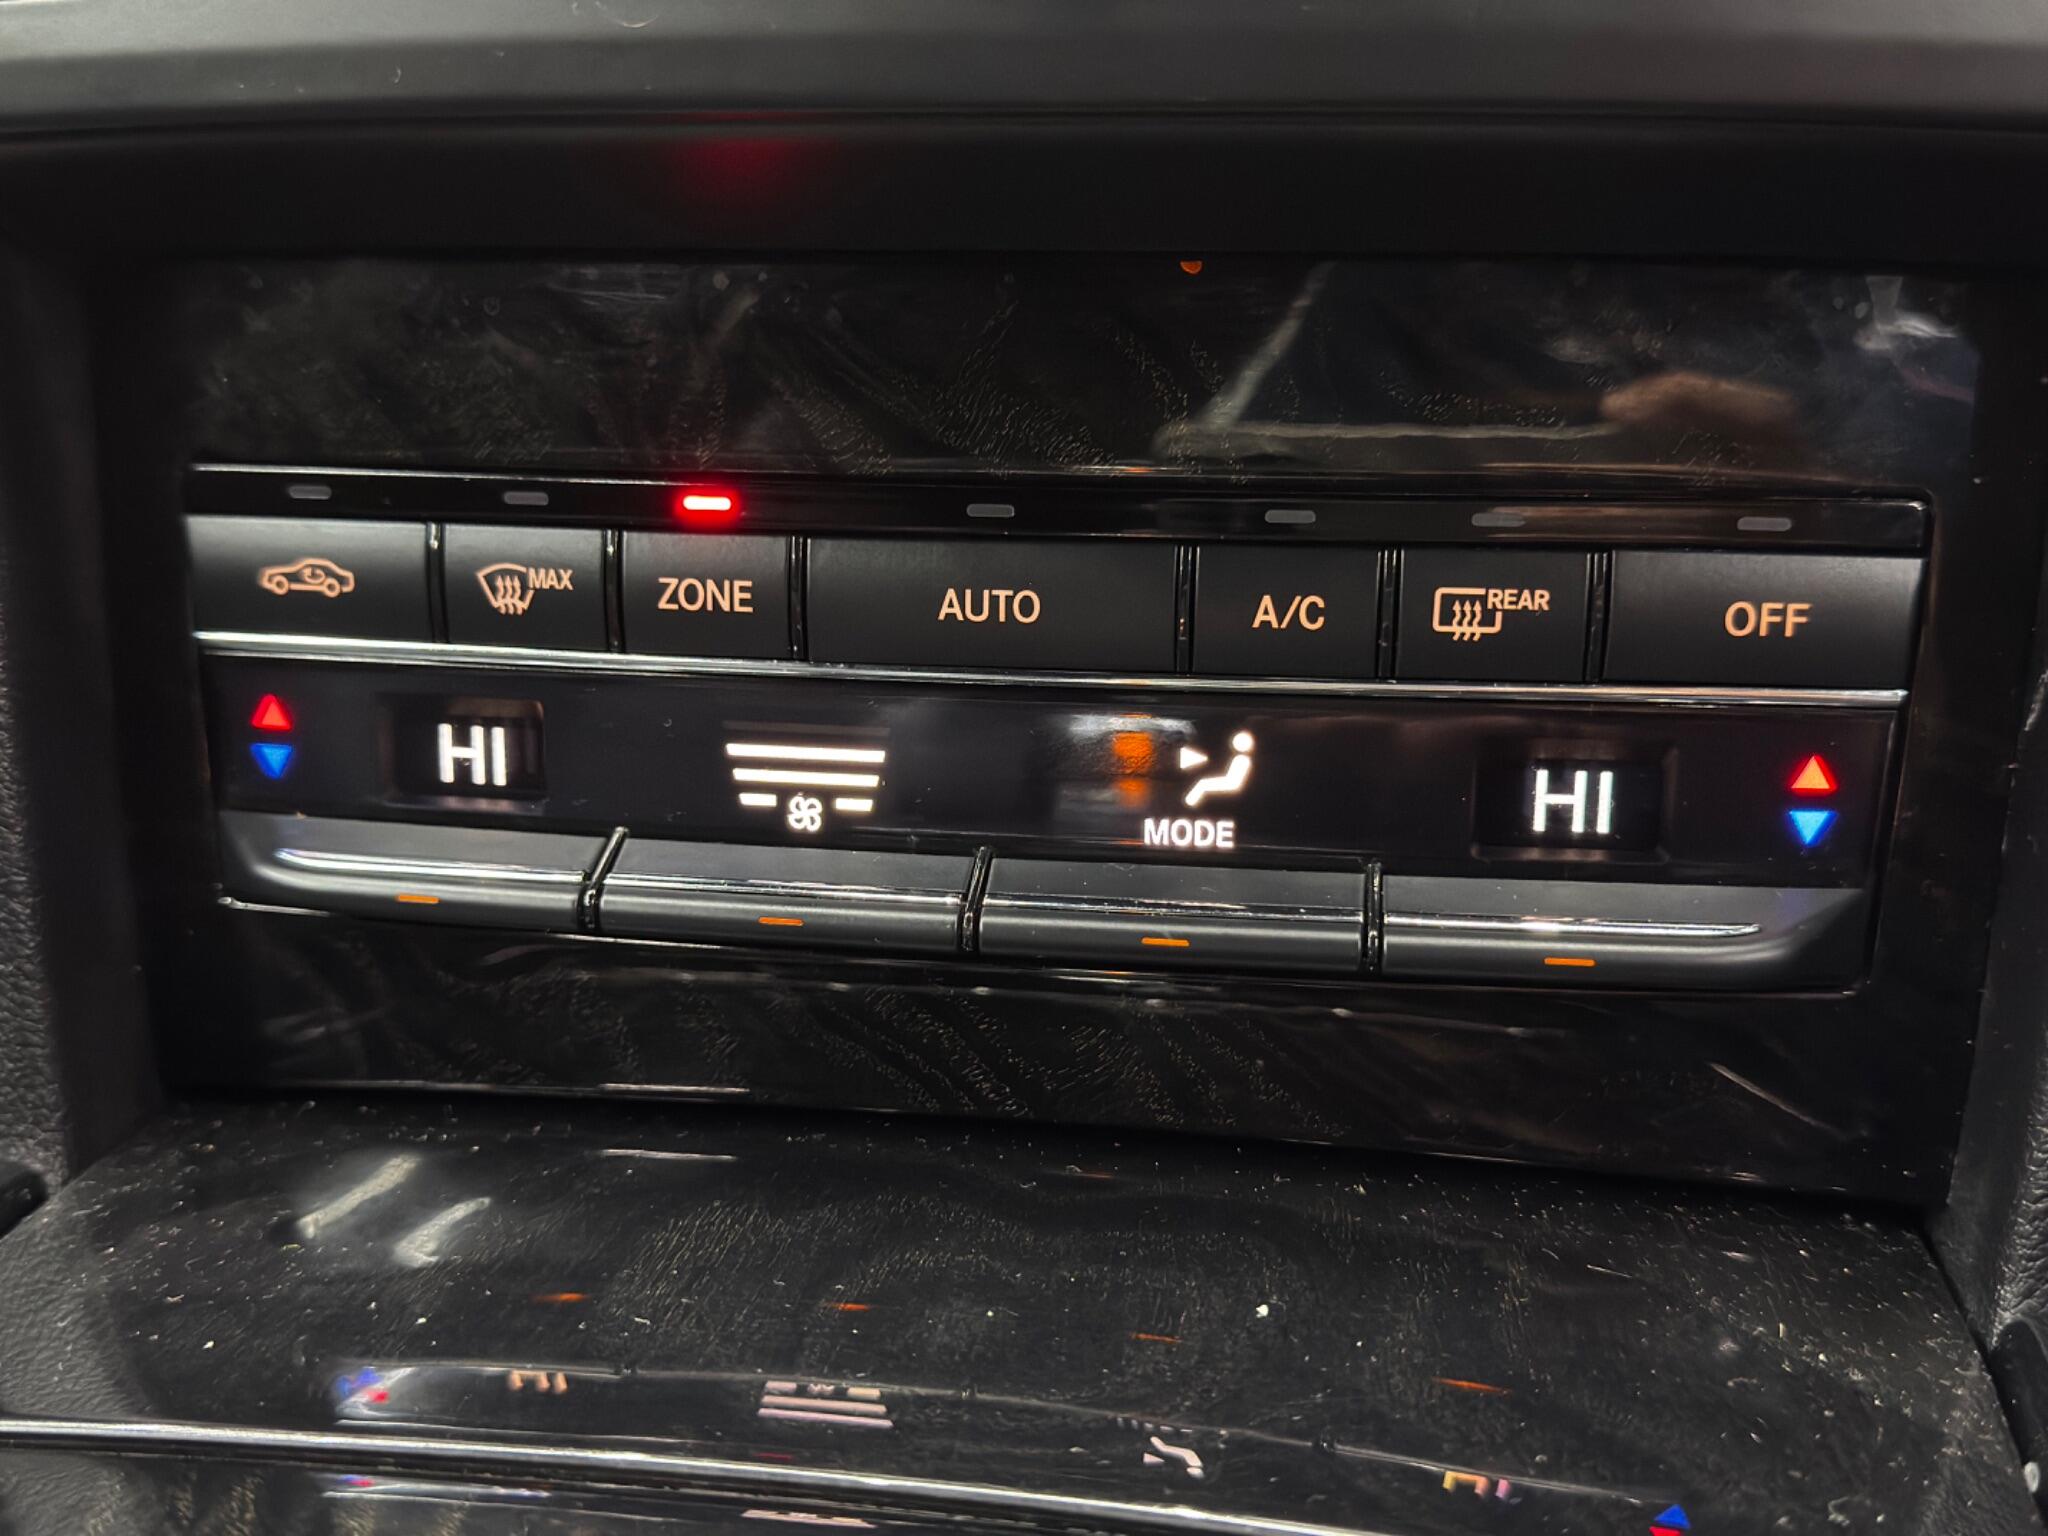 MAX
ZONE
AUTO
A/C
REAR
OFF
HI
MODE
HI